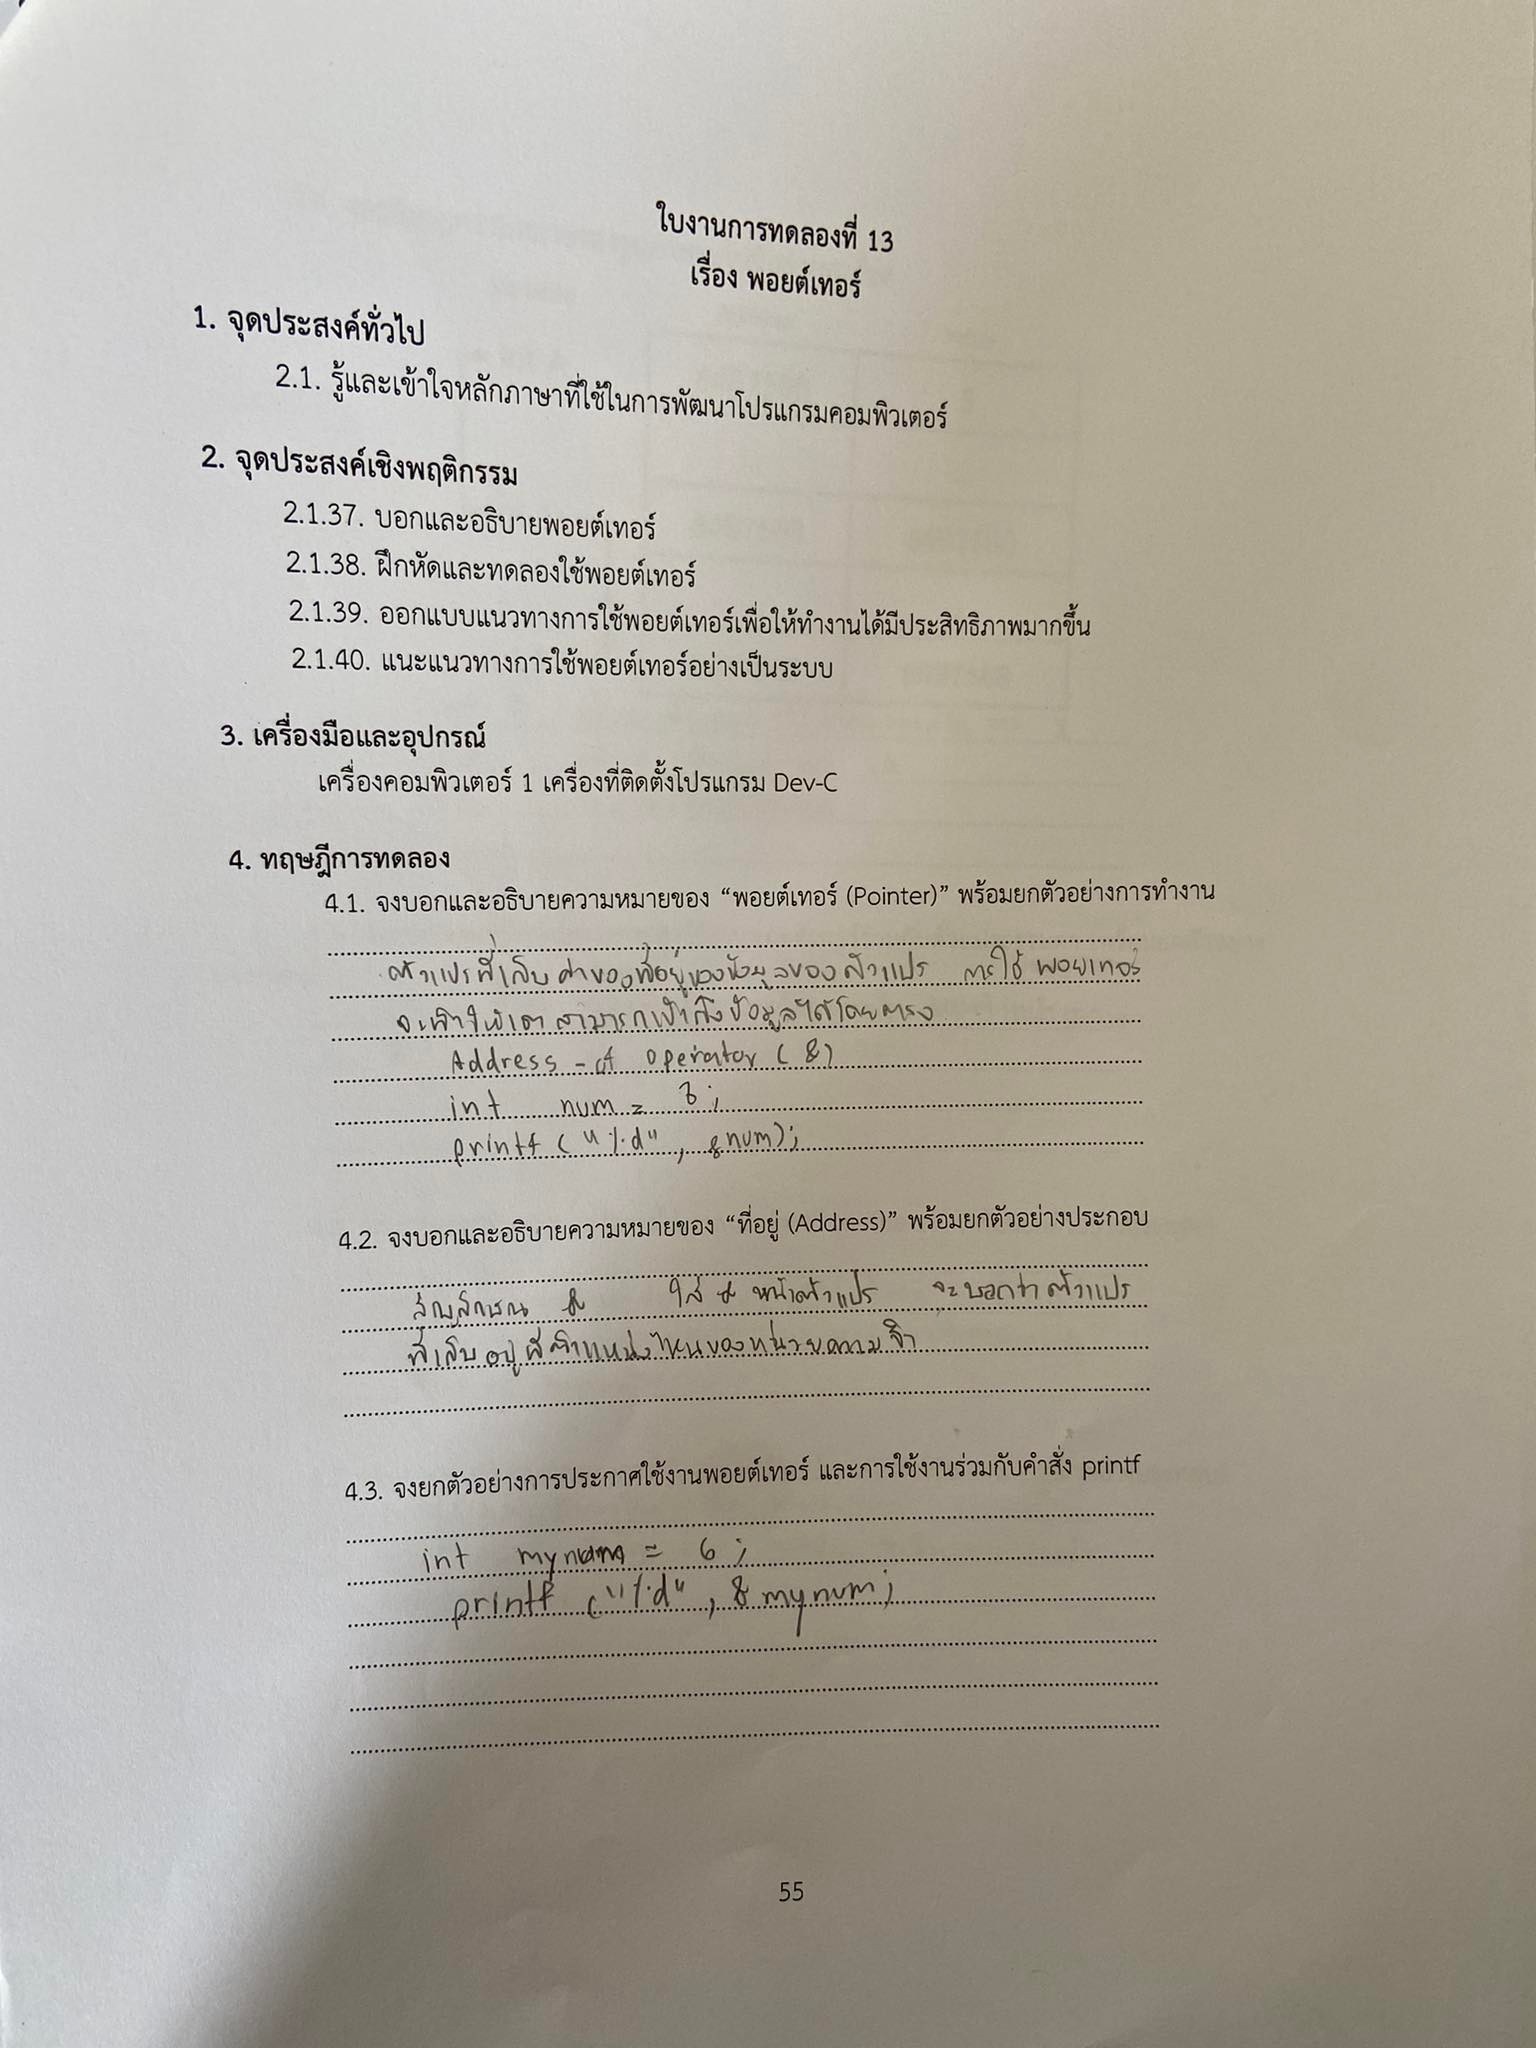 ใบงานการทดลองที่ 13
เรื่อง พอยต์เทอร์
1. จุดประสงค์ทั่วไป
2.1. รู้และเข้าใจหลักภาษาที่ใช้ในการพัฒนาโปรแกรมคอมพิวเตอร์
2. จุดประสงค์เชิงพฤติกรรม
2.1.37. บอกและอธิบายพอยต์เทอร์
2.1.38. ฝึกหัดและทดลองใช้พอยต์เทอร์
2.1.39. ออกแบบแนวทางการใช้พอยต์เทอร์เพื่อให้ทำงานได้มีประสิทธิภาพมากขึ้น
2.1.40. แนะแนวทางการใช้พอยต์เทอร์อย่างเป็นระบบ
3. เครื่องมือและอุปกรณ์
เครื่องคอมพิวเตอร์ 1 เครื่องที่ติดตั้งโปรแกรม Dev-C
4. ทฤษฎีการทดลอง
4.1. จงบอกและอธิบายความหมายของ “พอยต์เทอร์ (Pointer)” พร้อมยกตัวอย่างการทำงาน
ตัวแปรที่เก็บค่าของที่อยู่ของข้อมูลของตัวแปร การใช้ พอยเทอร์
จะทำให้เราสามารถเข้าถึงข้อมูลได้โดยตรง
Address - of operator ( & )
int num = 8 ;
printf ( "%d" , &num) ;
4.2. จงบอกและอธิบายความหมายของ “ที่อยู่ (Address)” พร้อมยกตัวอย่างประกอบ
& ใส่ & หน้าตัวแปร จะบอกว่า ตัวแปร
ที่เก็บอยู่ที่ตำแหน่งไหนของหน่วยความจำ
4.3. จงยกตัวอย่างการประกาศใช้งานพอยต์เทอร์ และการใช้งานร่วมกับคำสั่ง printf
int mynum = 6 ;
printf ( "%d" , & mynum ;
55